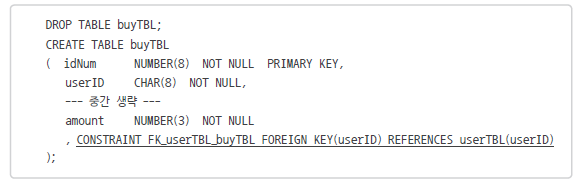 DROP TABLE buyTBL;
CREATE TABLE buyTBL
( idNum NUMBER(8) NOT NULL PRIMARY KEY,
userID CHAR(8) NOT NULL,
--- 중간 생략 ---
amount NUMBER(3) NOT NULL
, CONSTRAINT FK_userTBL_buyTBL FOREIGN KEY(userID) REFERENCES userTBL(userID)
);